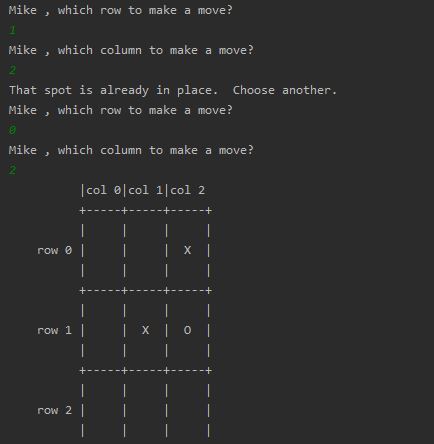 Mike , which row to make a move?
1
Mike , which column to make a move?
2
That spot is already in place.  Choose another.
Mike , which row to make a move?
0
Mike , which column to make a move?
2
          |col 0|col 1|col 2
          +-----+-----+-----+
          |     |     |     |
    row 0 |     |     |  X  |
          |     |     |     |
          +-----+-----+-----+
          |     |     |     |
    row 1 |     |  X  |  O  |
          |     |     |     |
          +-----+-----+-----+
          |     |     |     |
    row 2 |     |     |     |
          |     |     |     |